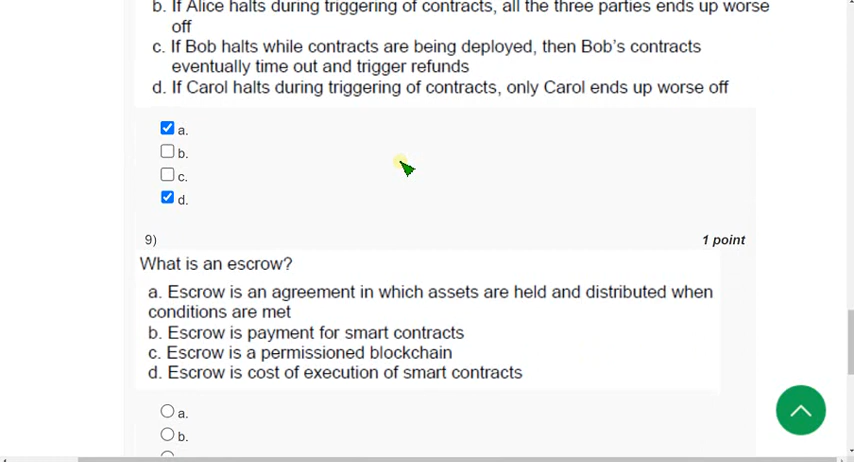 b. If Alice halts during triggering of contracts, all the three parties ends up worse
off
c. If Bob halts while contracts are being deployed, then Bob's contracts
eventually time out and trigger refunds
d. If Carol halts during triggering of contracts, only Carol ends up worse off
a.
b.
c.
d.
9)
1 point
What is an escrow?
a. Escrow is an agreement in which assets are held and distributed when
conditions are met
b. Escrow is payment for smart contracts
c. Escrow is a permissioned blockchain
d. Escrow is cost of execution of smart contracts
a.
b.